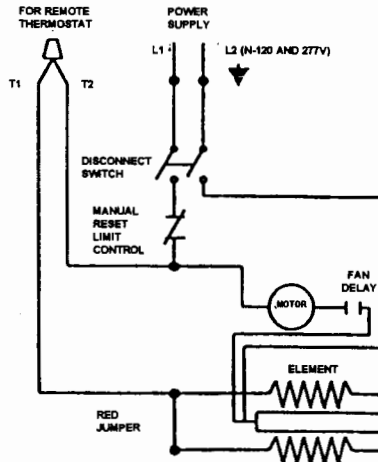 FOR REMOTE
THERMOSTAT
POWER
SUPPLY
L1
L2 (N-120 AND 277V)
T1
T2
DISCONNECT
SWITCH
MANUAL
RESET
LIMIT
CONTROL
FAN
DELAY
MOTOR
ELEMENT
RED
JUMPER